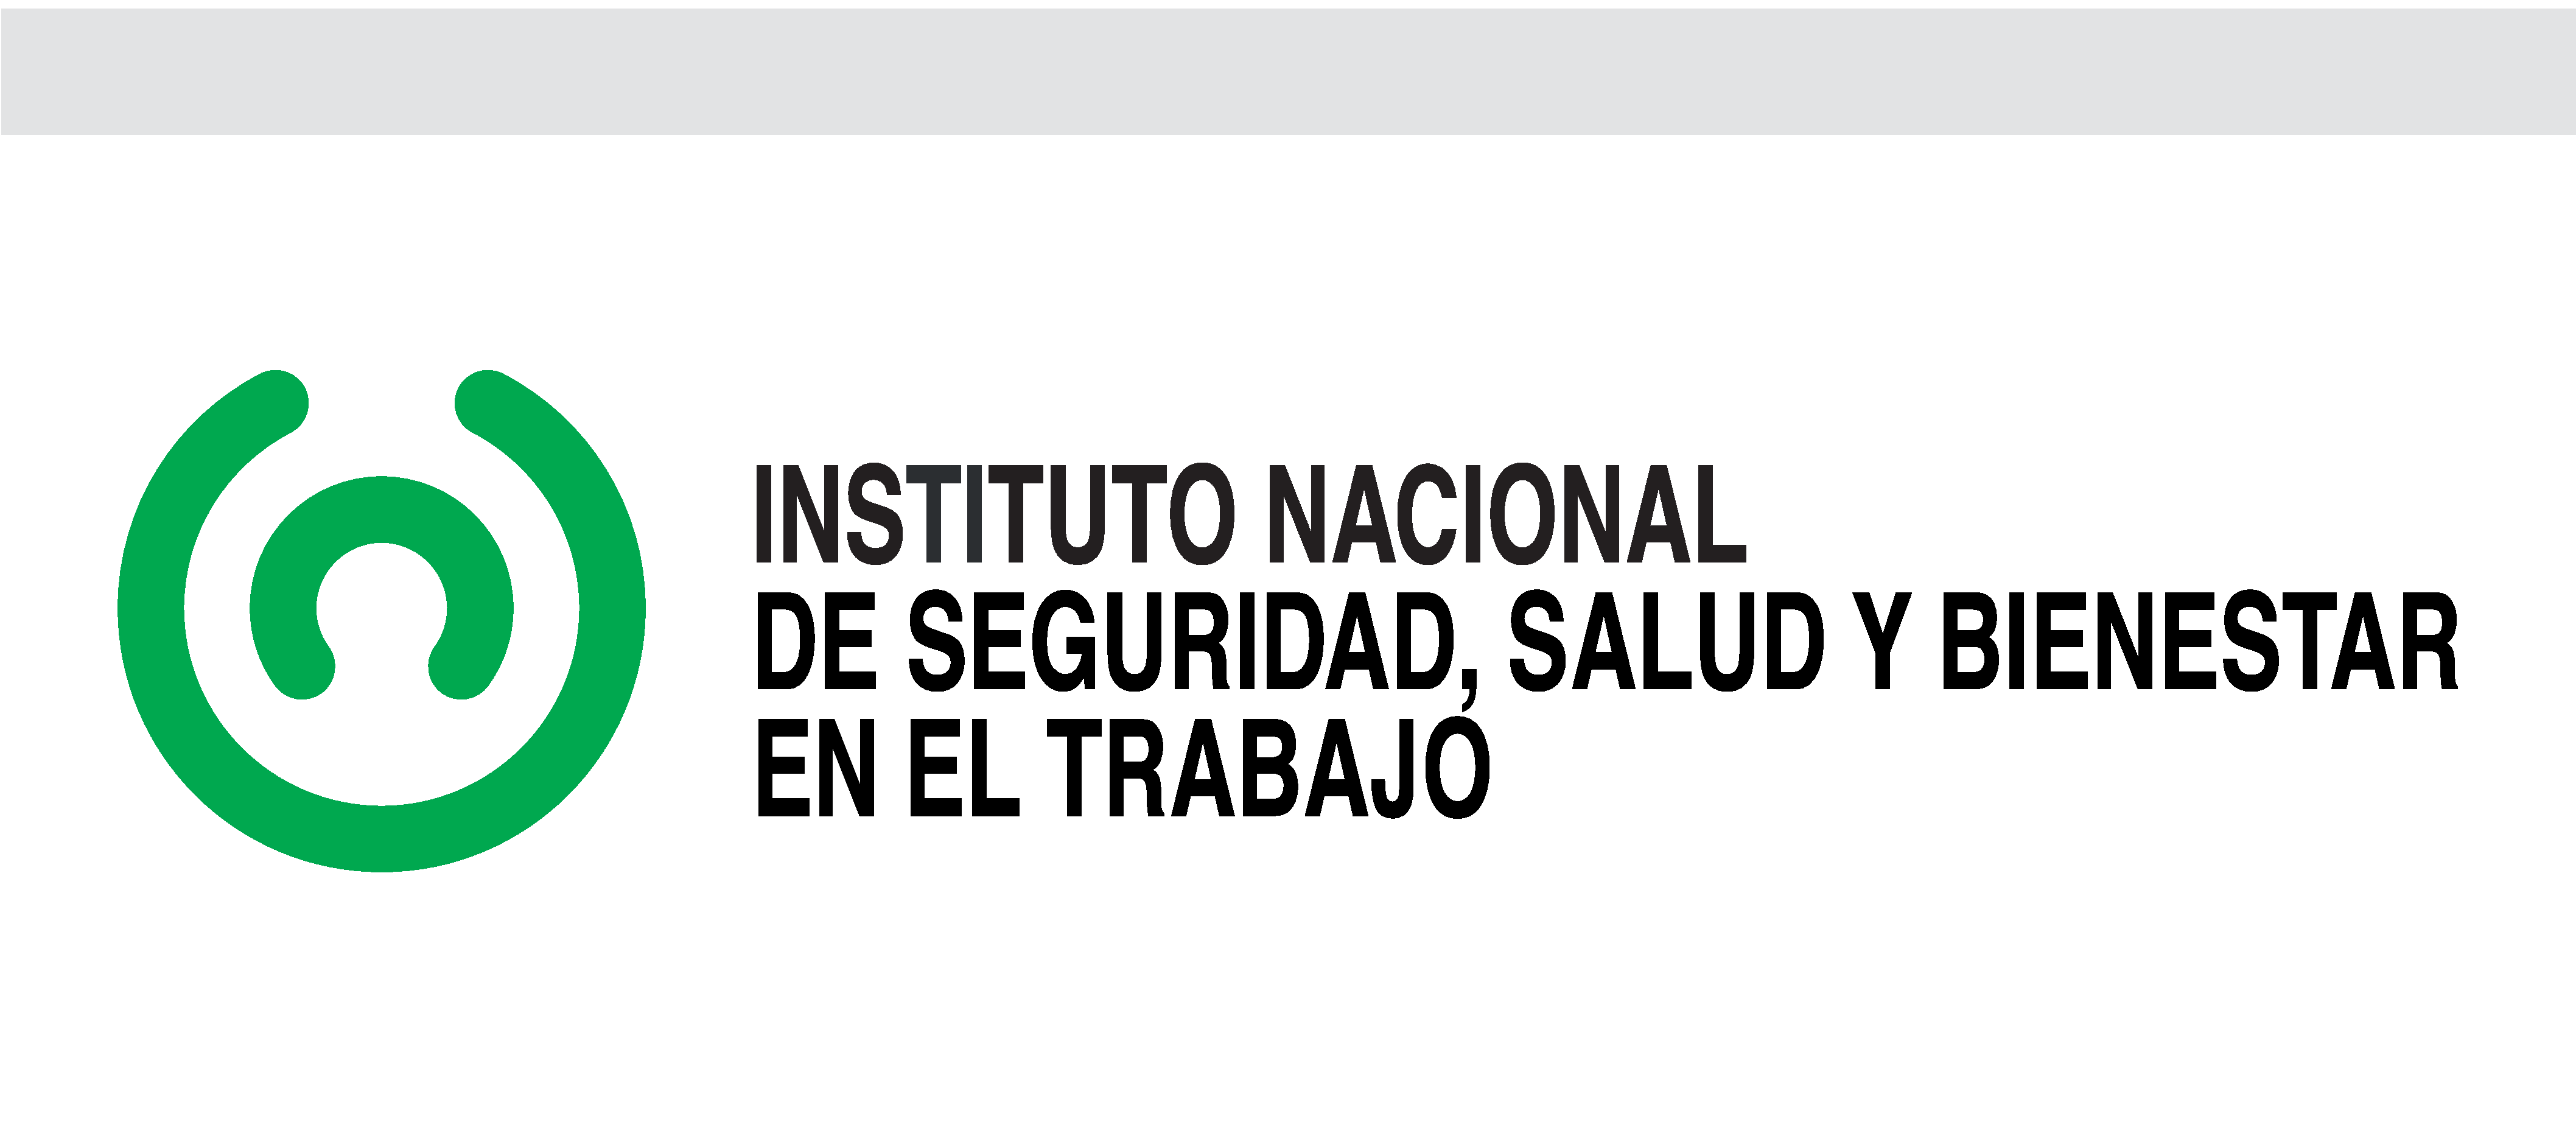 INSTITUTO NACIONAL
DE SEGURIDAD, SALUD Y BIENESTAR
EN EL TRABAJO